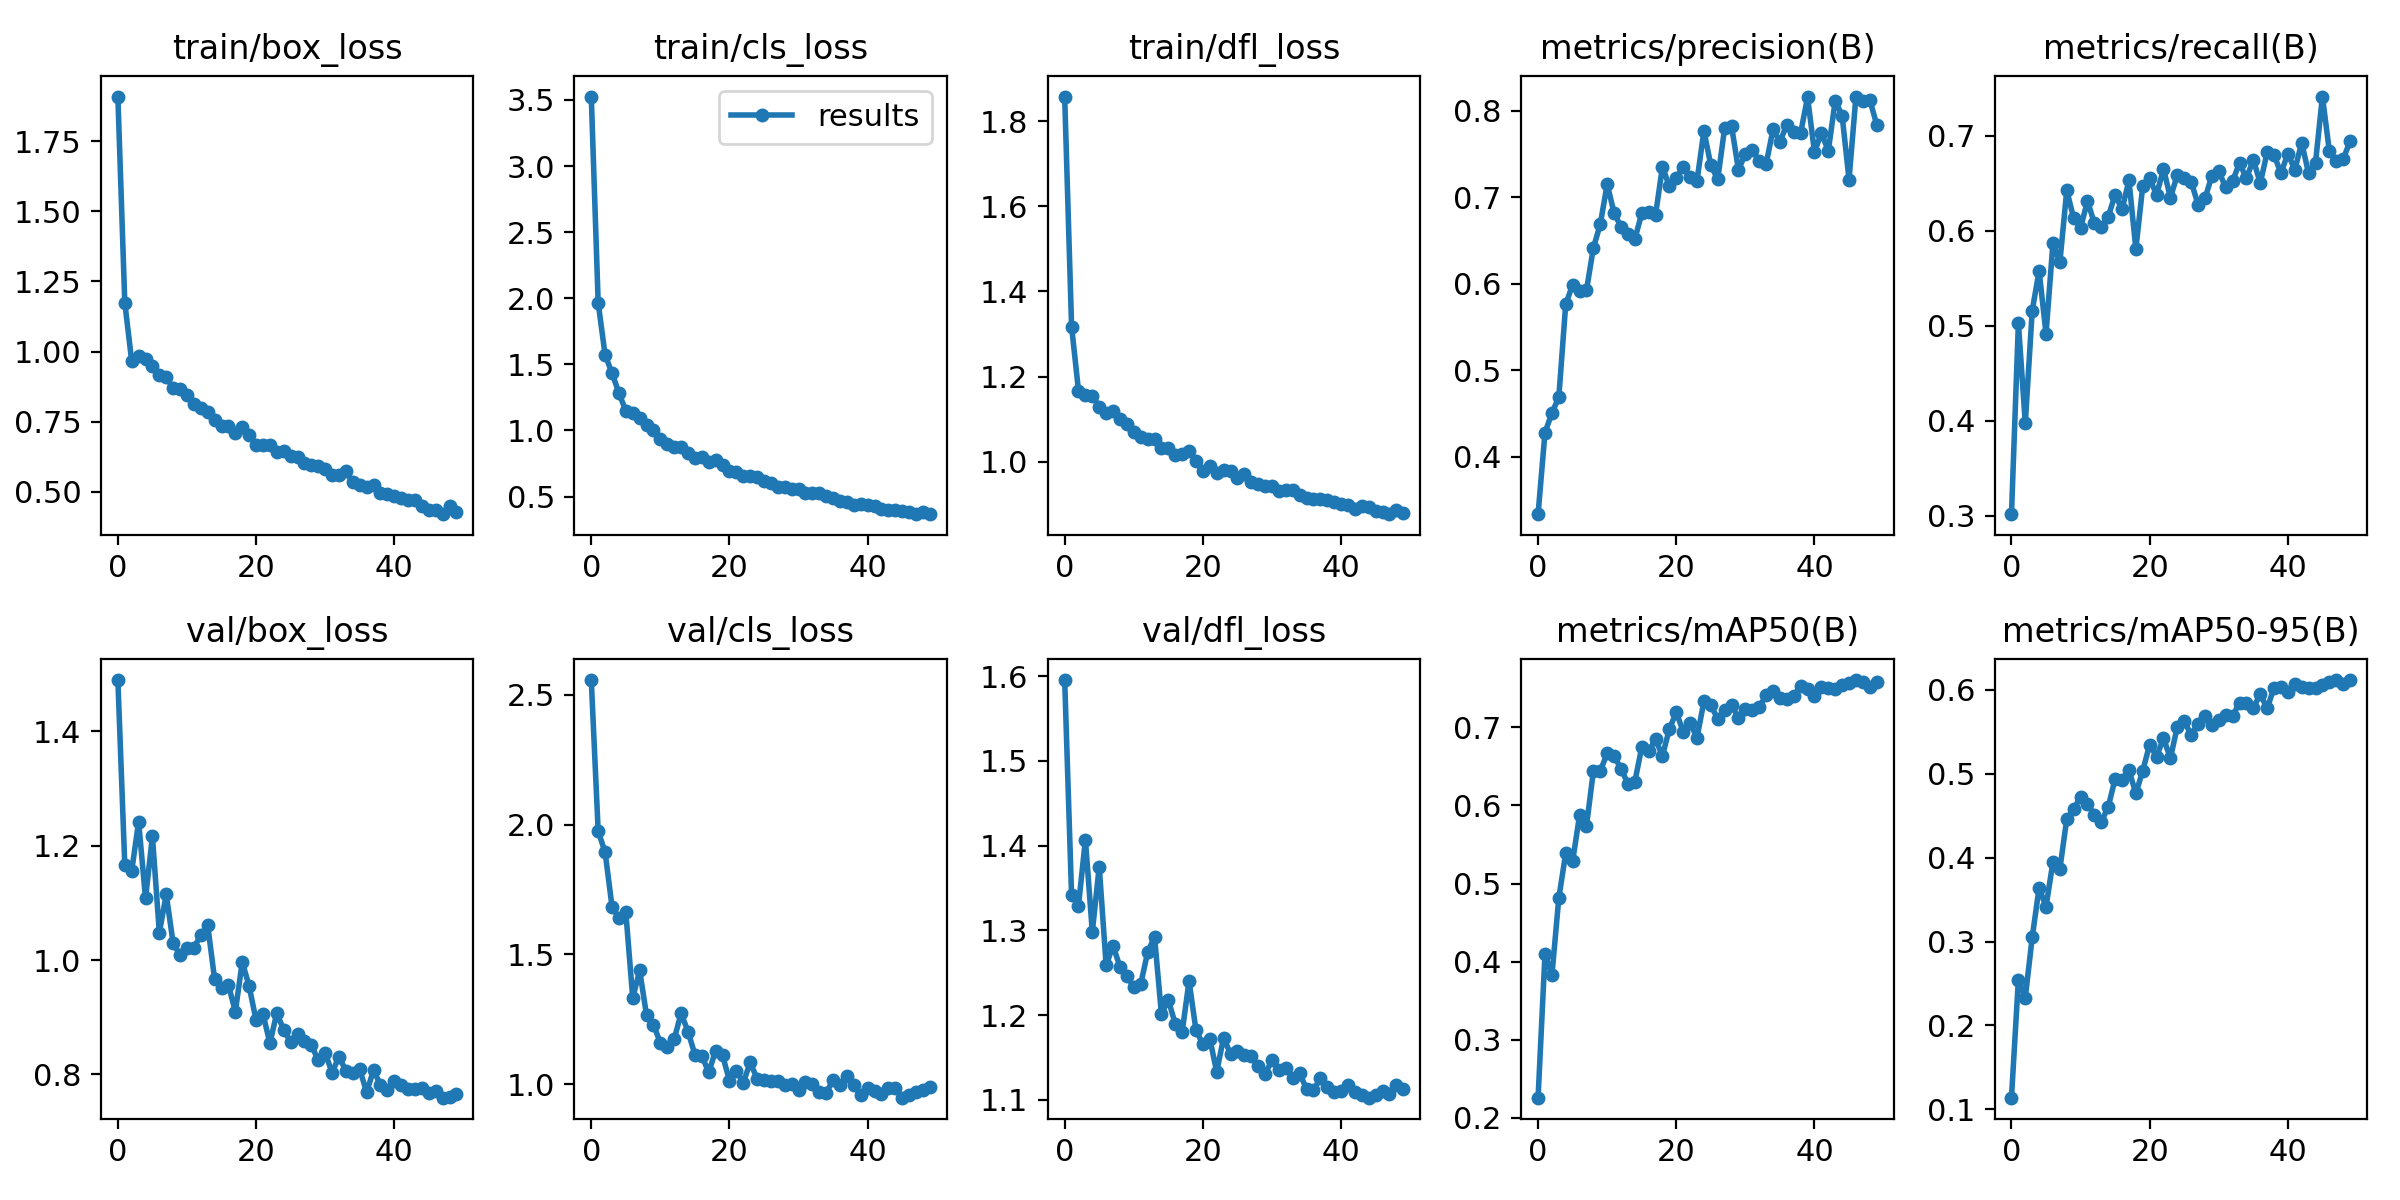 train/box_loss
1.75
1.50
1.25
1.00
0.75
0.50
0 20 40
train/cls_loss
results
3.5
3.0
2.5
2.0
1.5
1.0
0.5
0 20 40
train/dfl_loss
1.8
1.6
1.4
1.2
1.0
0 20 40
metrics/precision(B)
0.8
0.7
0.6
0.5
0.4
0 20 40
metrics/recall(B)
0.7
0.6
0.5
0.4
0.3
0 20 40
val/box_loss
1.4
1.2
1.0
0.8
0 20 40
val/cls_loss
2.5
2.0
1.5
1.0
0 20 40
val/dfl_loss
1.6
1.5
1.4
1.3
1.2
1.1
0 20 40
metrics/mAP50(B)
0.7
0.6
0.5
0.4
0.3
0.2
0 20 40
metrics/mAP50-95(B)
0.6
0.5
0.4
0.3
0.2
0.1
0 20 40